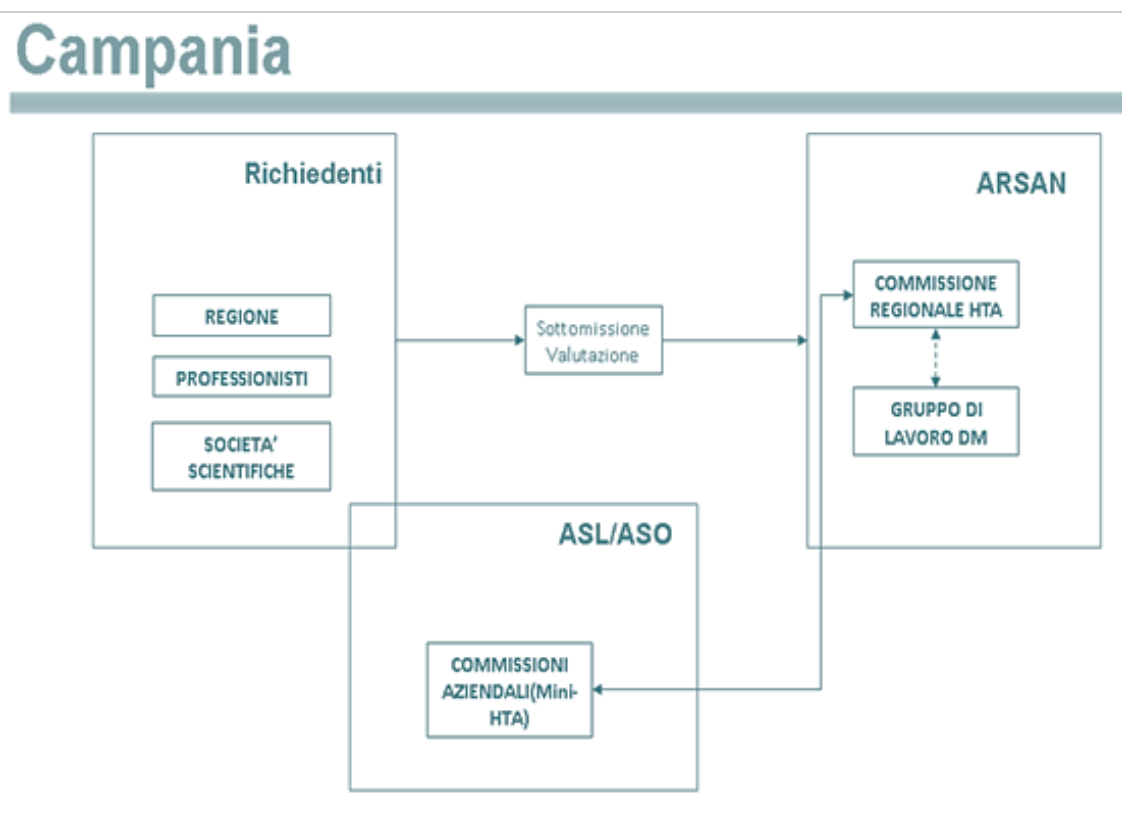 Campania
Richiedenti
REGIONE
PROFESSIONISTI
SOCIETA'
SCIENTIFICHE
Sottomissione
Valutazione
ARSAN
COMMISSIONE
REGIONALE HTA
GRUPPO DI
LAVORO DM
ASL/ASO
COMMISSIONI
AZIENDALI(Mini-
HTA)